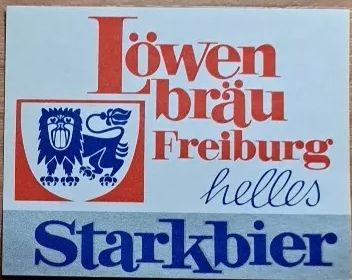 Löwen
bräu
Freiburg
helles
Starkbier